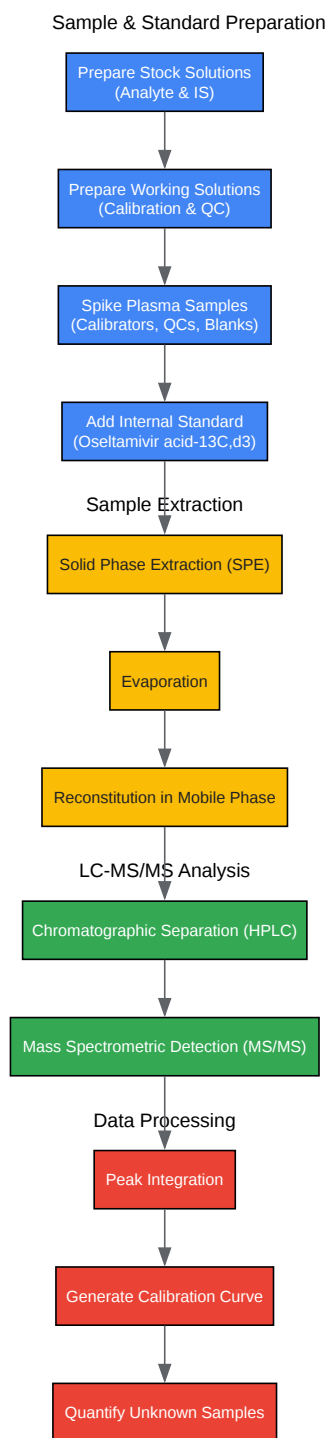 Sample & Standard Preparation
Prepare Stock Solutions
(Analyte & IS)
Prepare Working Solutions
(Calibration & QC)
Spike Plasma Samples
(Calibrators, QCs, Blanks)
Add Internal Standard
(Oseltamivir acid-13C,d3)
Sample Extraction
Solid Phase Extraction (SPE)
Evaporation
Reconstitution in Mobile Phase
LC-MS/MS Analysis
Chromatographic Separation (HPLC)
Mass Spectrometric Detection (MS/MS)
Data Processing
Peak Integration
Generate Calibration Curve
Quantify Unknown Samples